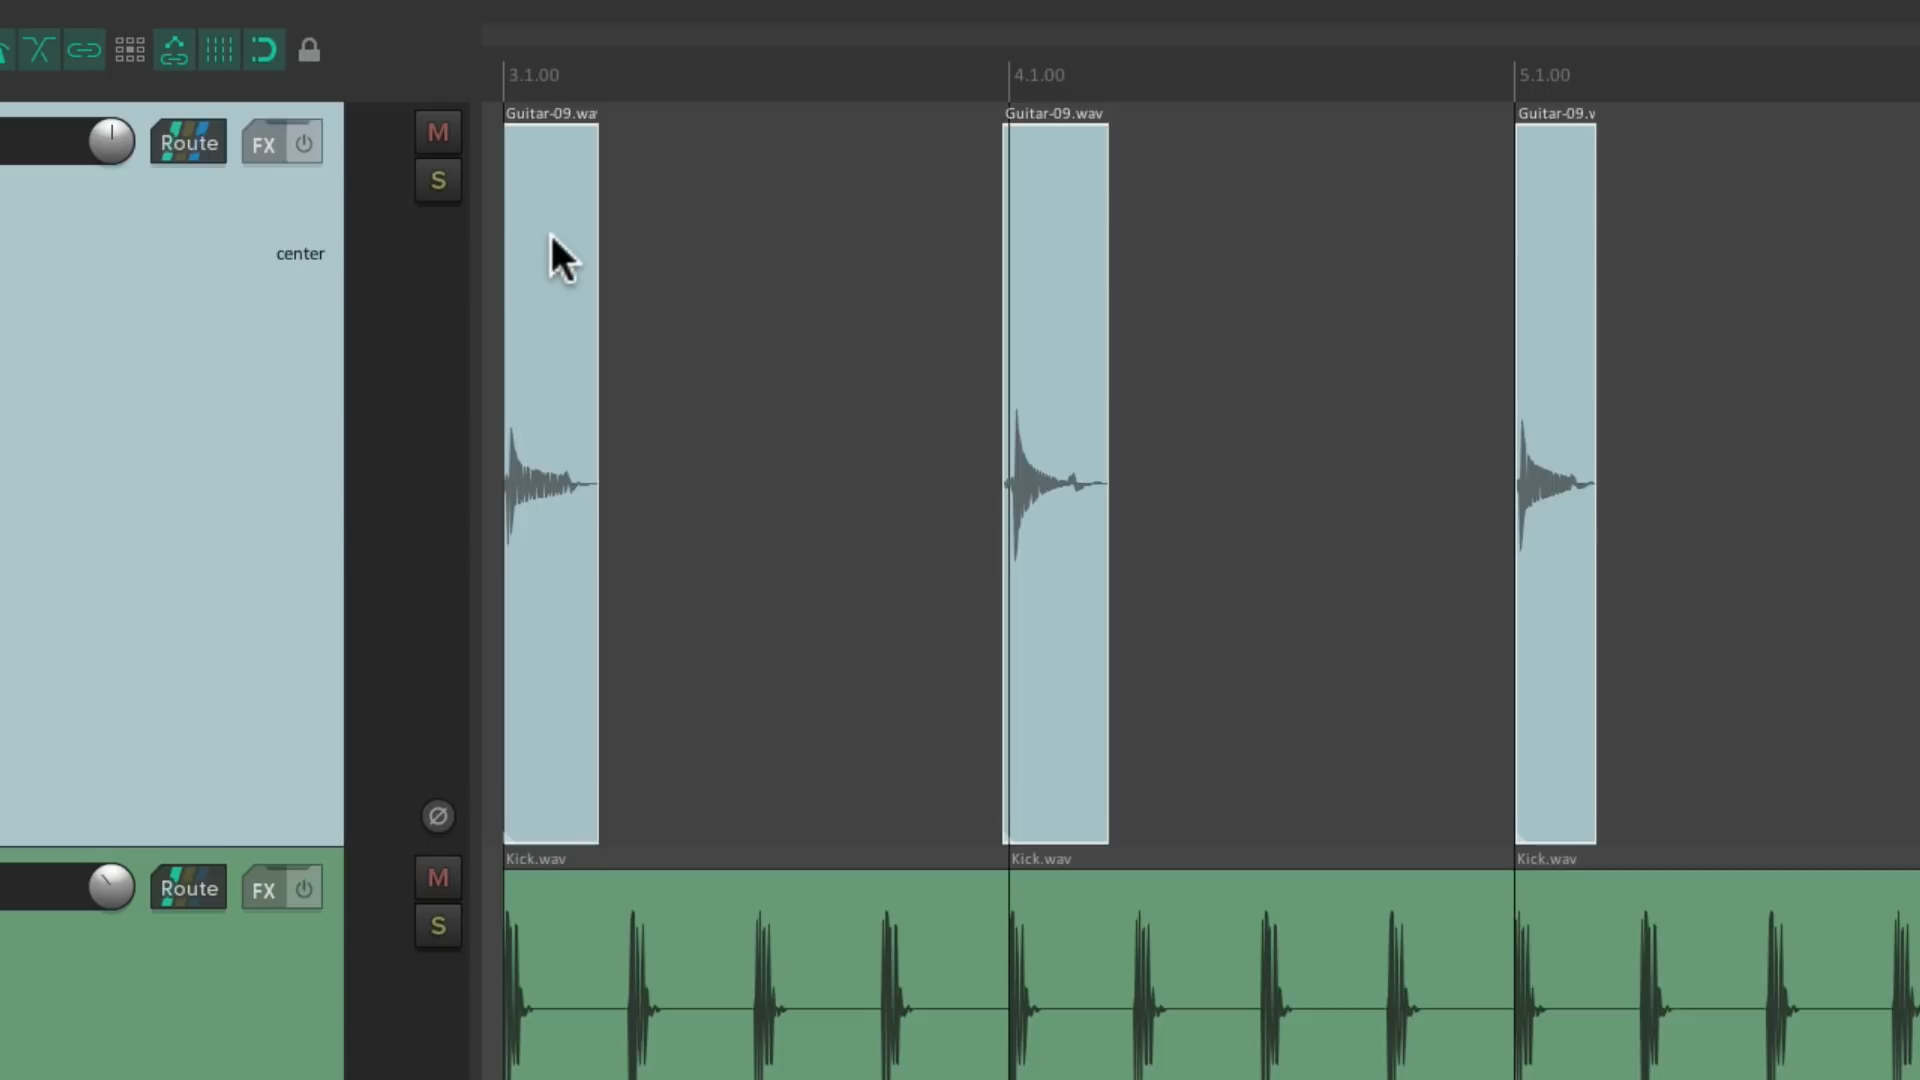 3.1.00
4.1.00
5.1.00
Guitar-09.wav
Guitar-09.wav
Guitar-09.v
Route
FX
M
S
center
Ø
Kick.wav
Kick.wav
Kick.wav
Route
FX
M
S